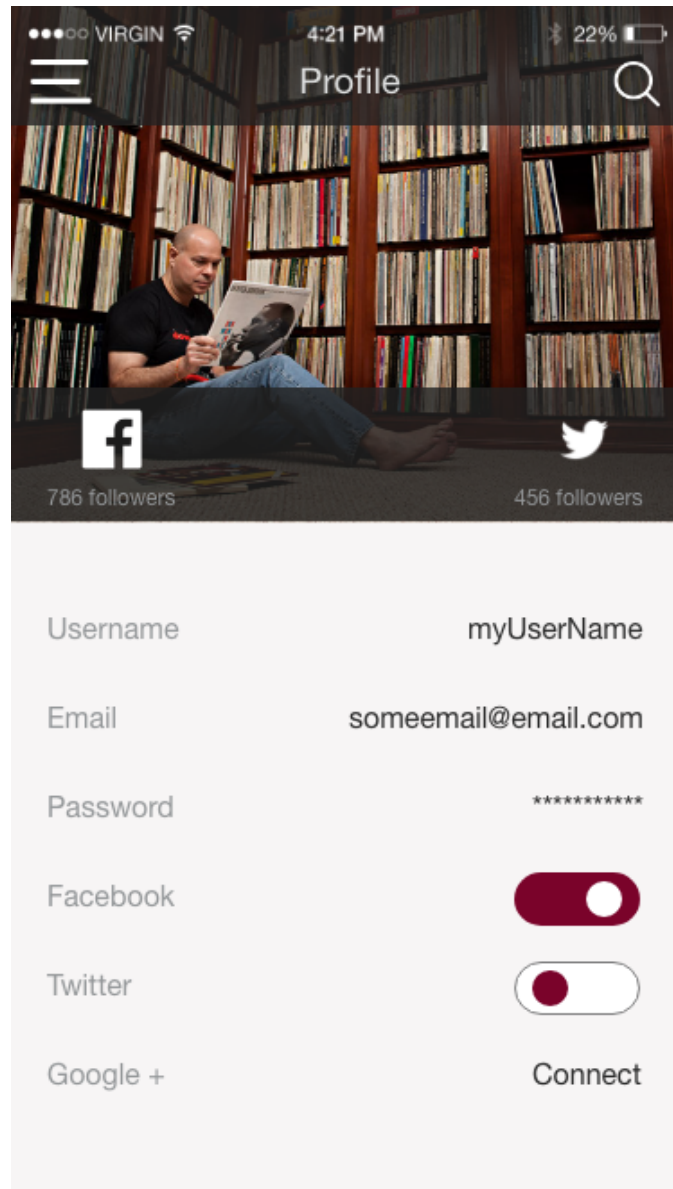 VIRGIN 4:21 PM 22%
Profile
786 followers 456 followers
Username myUserName
Email someemail@email.com
Password ***********
Facebook
Twitter
Google + Connect